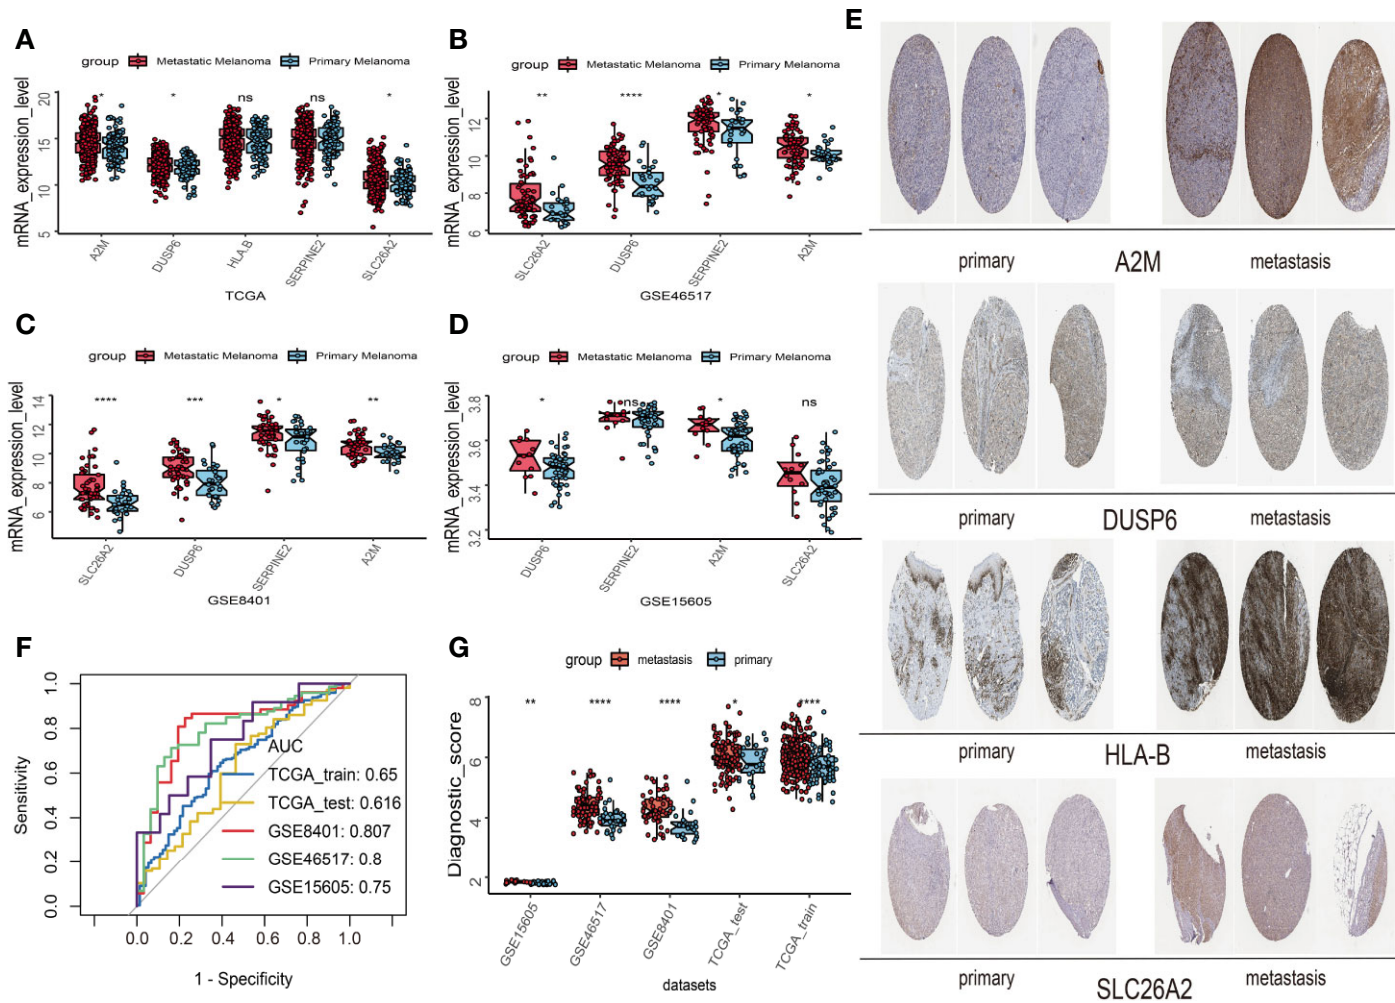 A
group Metastatic Melanoma Primary Melanoma
mRNA_expression_level
20
15
10
5
* * ns ns *
A2M DUSP6 HLA.B SERPINE2 SLC26A2
TCGA
B
group Metastatic Melanoma Primary Melanoma
mRNA_expression_level
12
10
8
6
** **** * *
SLC26A2 DUSP6 SERPINE2 A2M
GSE46517
C
group Metastatic Melanoma Primary Melanoma
mRNA_expression_level
14
12
10
8
6
**** *** * **
SLC26A2 DUSP6 SERPINE2 A2M
GSE8401
D
group Metastatic Melanoma Primary Melanoma
mRNA_expression_level
3.8
3.6
3.4
3.2
* ns * ns
DUSP6 SERPINE2 A2M SLC26A2
GSE15605
E
primary A2M metastasis
primary DUSP6 metastasis
primary HLA-B metastasis
primary SLC26A2 metastasis
F
Sensitivity
1.0
0.8
0.6
0.4
0.2
0.0
AUC
TCGA_train: 0.65
TCGA_test: 0.616
GSE8401: 0.807
GSE46517: 0.8
GSE15605: 0.75
0.0 0.2 0.4 0.6 0.8 1.0
1 - Specificity
G
group metastasis primary
Diagnostic_score
8
6
4
2
** **** **** * ****
GSE15605 GSE46517 GSE8401 TCGA_test TCGA_train
datasets